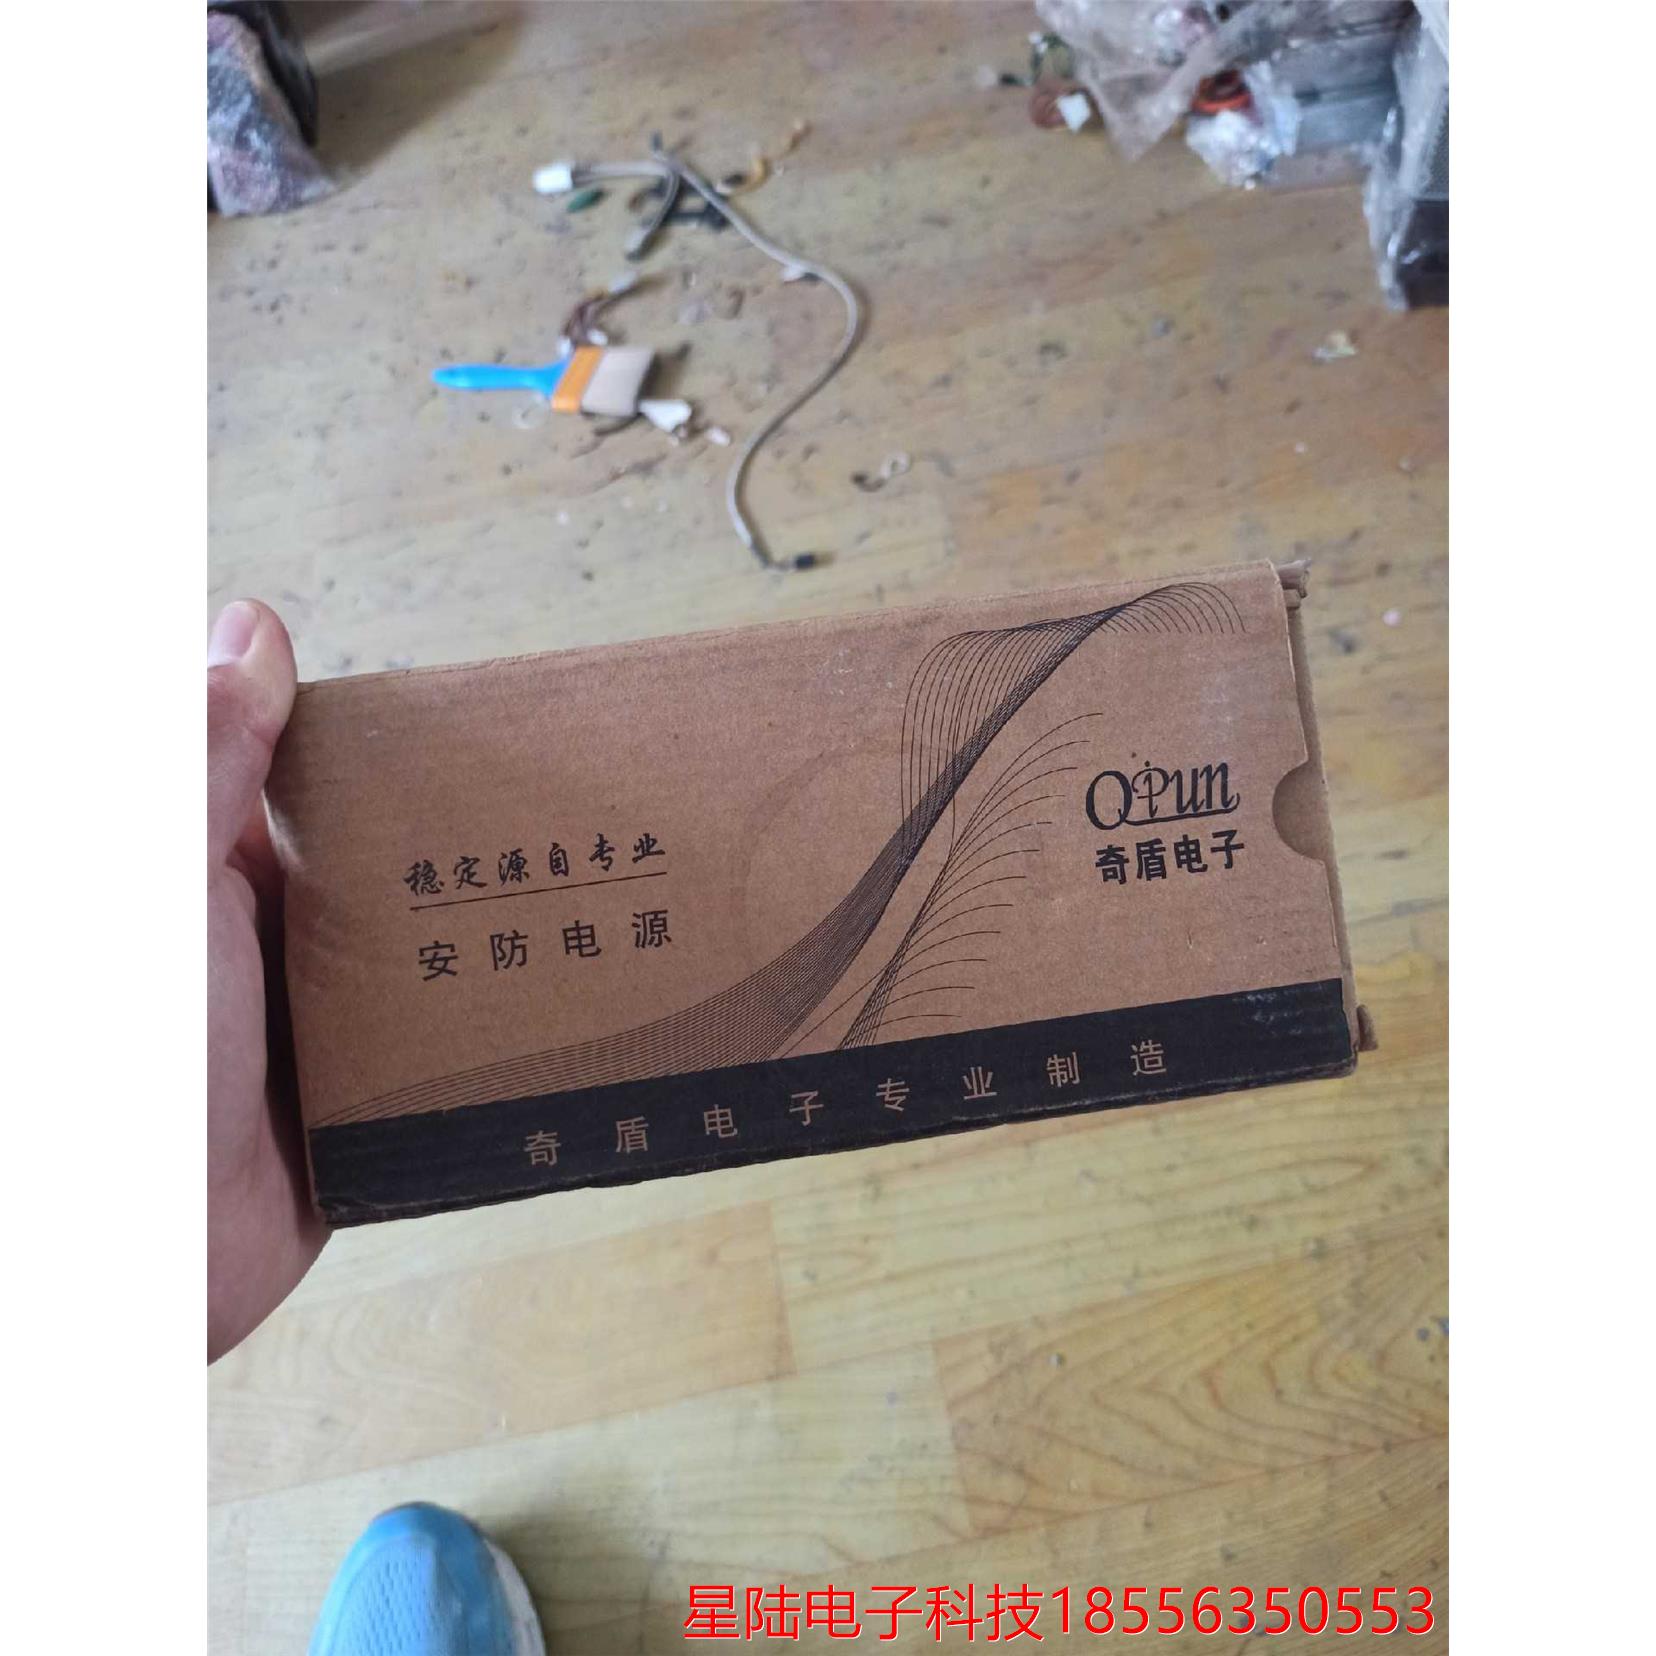 稳定源自专业
安防电源
QiPun
奇盾电子
奇盾电子专业制造
星陆电子科技18556350553